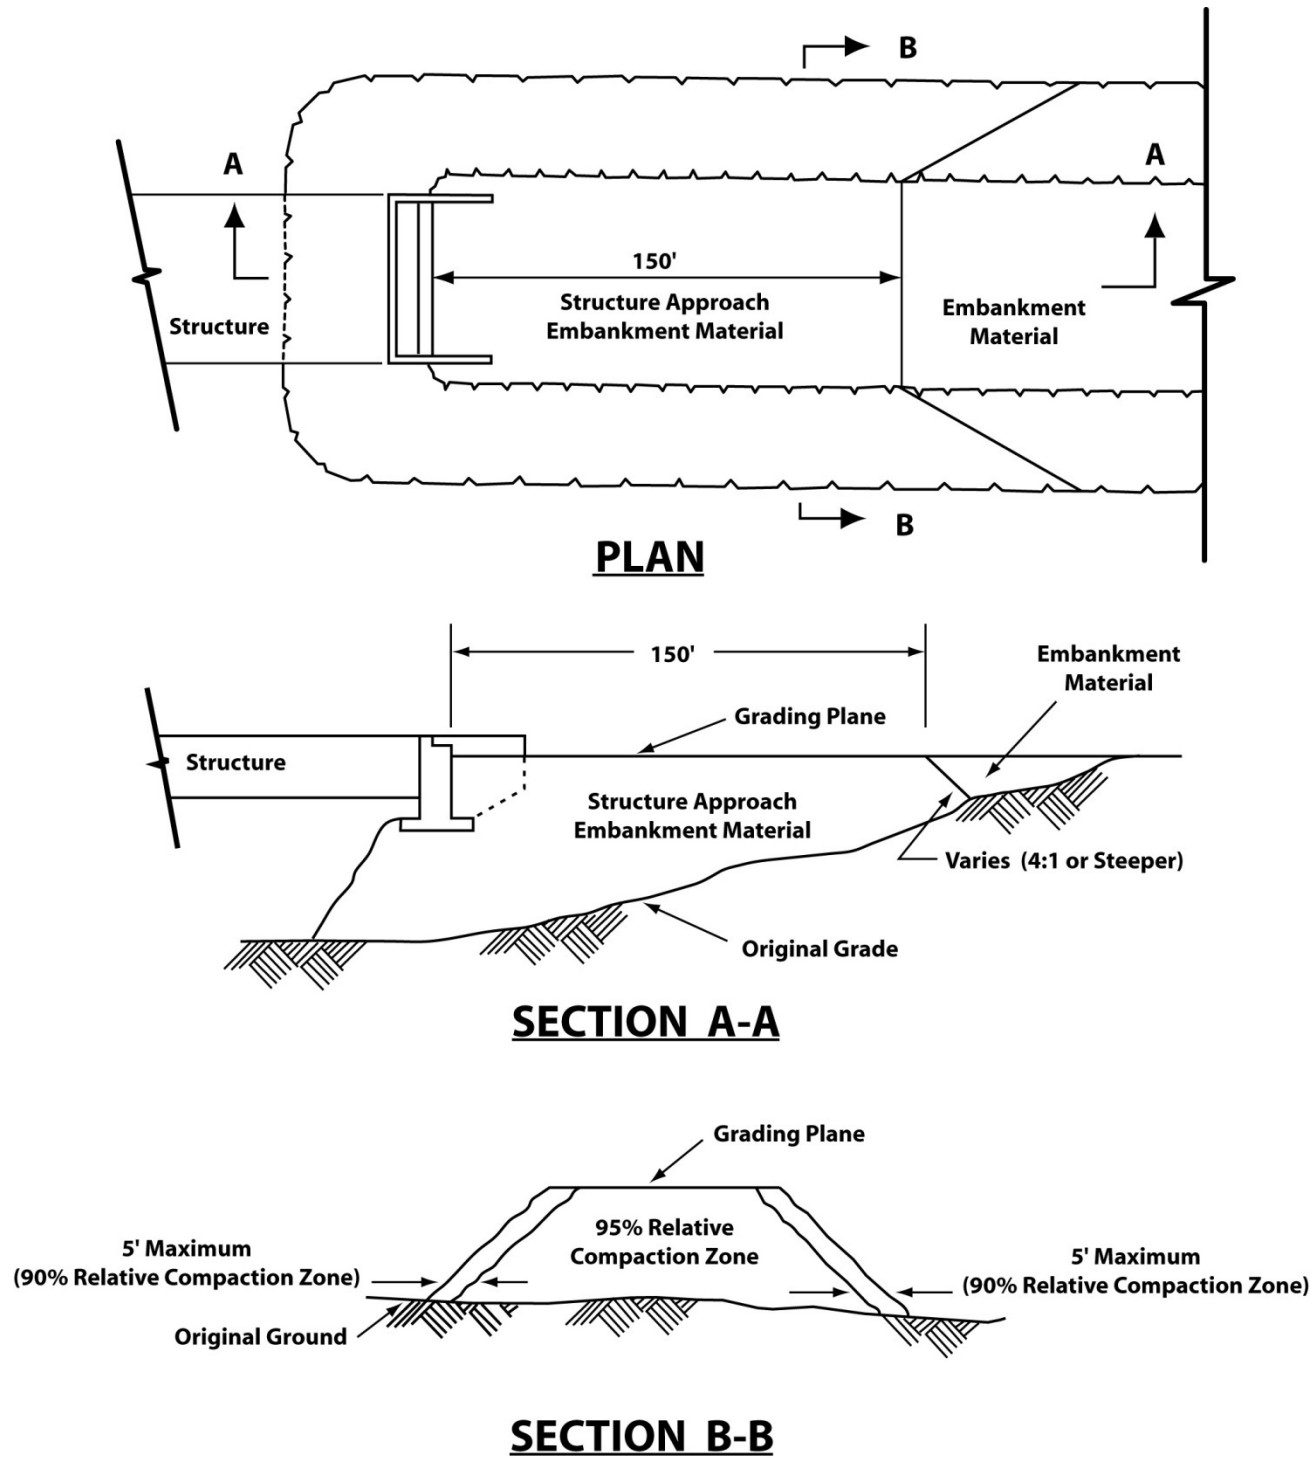 B
A
A
150'
Structure Approach
Embankment Material
Embankment
Material
Structure
B
PLAN
150'
Embankment
Material
Grading Plane
Structure
Structure Approach
Embankment Material
Varies (4:1 or Steeper)
Original Grade
SECTION A-A
Grading Plane
95% Relative
Compaction Zone
5' Maximum
(90% Relative Compaction Zone)
5' Maximum
(90% Relative Compaction Zone)
Original Ground
SECTION B-B